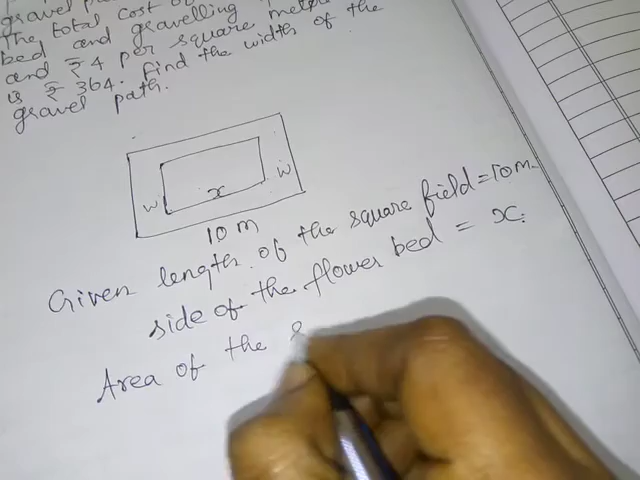 gravel
The total cost of
bed and gravelling
and ₹4 per square metre
is ₹ 364. Find the width of the
gravel path.
w x w
10 m
Given length of the square field = 10m.
side of the flower bed = x.
Area of the s